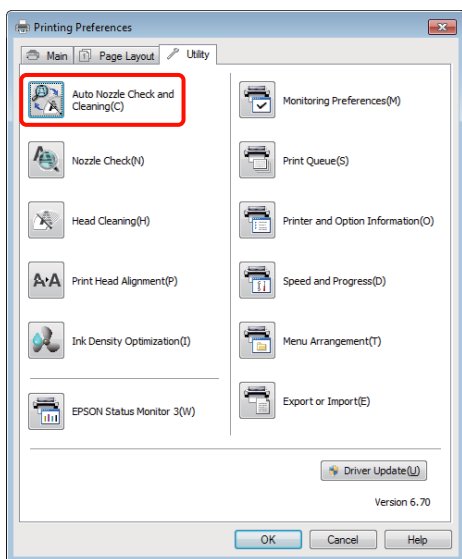 Printing Preferences
Main
Page Layout
Utility
Auto Nozzle Check and
Cleaning(C)
Nozzle Check(N)
Head Cleaning(H)
Print Head Alignment(P)
Ink Density Optimization(I)
EPSON Status Monitor 3(W)
Monitoring Preferences(M)
Print Queue(S)
Printer and Option Information(O)
Speed and Progress(D)
Menu Arrangement(T)
Export or Import(E)
Driver Update(U)
Version 6.70
OK
Cancel
Help